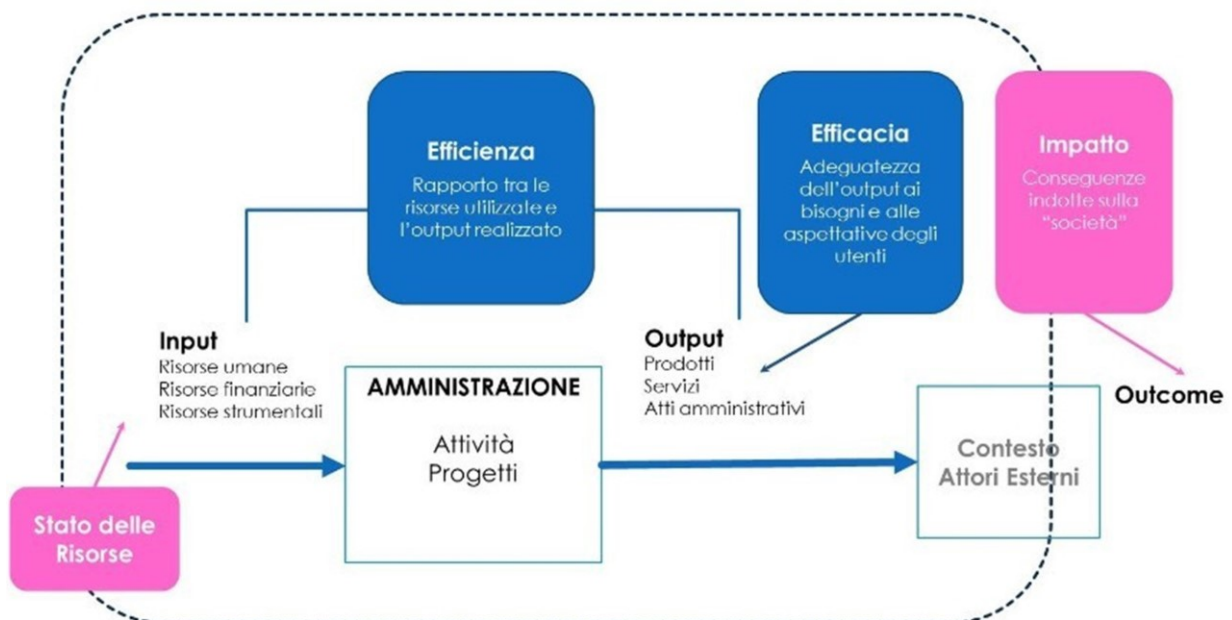 Efficienza
Rapporto tra le
risorse utilizzate e
l'output realizzato
Efficacia
Adeguatezza
dell'output ai
bisogni e alle
aspettative degli
utenti
Impatto
Conseguenze
indotte sulla
"società"
Input
Risorse umane
Risorse finanziarie
Risorse strumentali
AMMINISTRAZIONE
Attività
Progetti
Output
Prodotti
Servizi
Atti amministrativi
Contesto
Attori Esterni
Outcome
Stato delle
Risorse